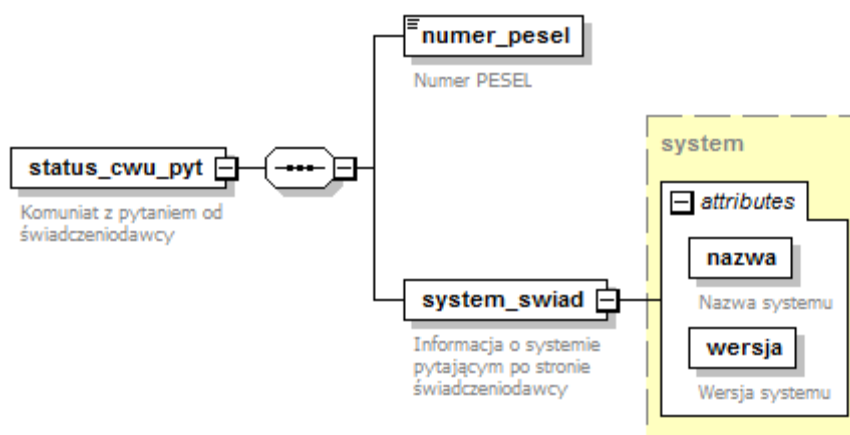 numer_pesel
Numer PESEL
status_cwu_pyt
Komuniat z pytaniem od
świadczeniodawcy
system
attributes
nazwa
Nazwa systemu
wersja
Wersja systemu
system_swiad
Informacja o systemie
pytającym po stronie
świadczeniodawcy